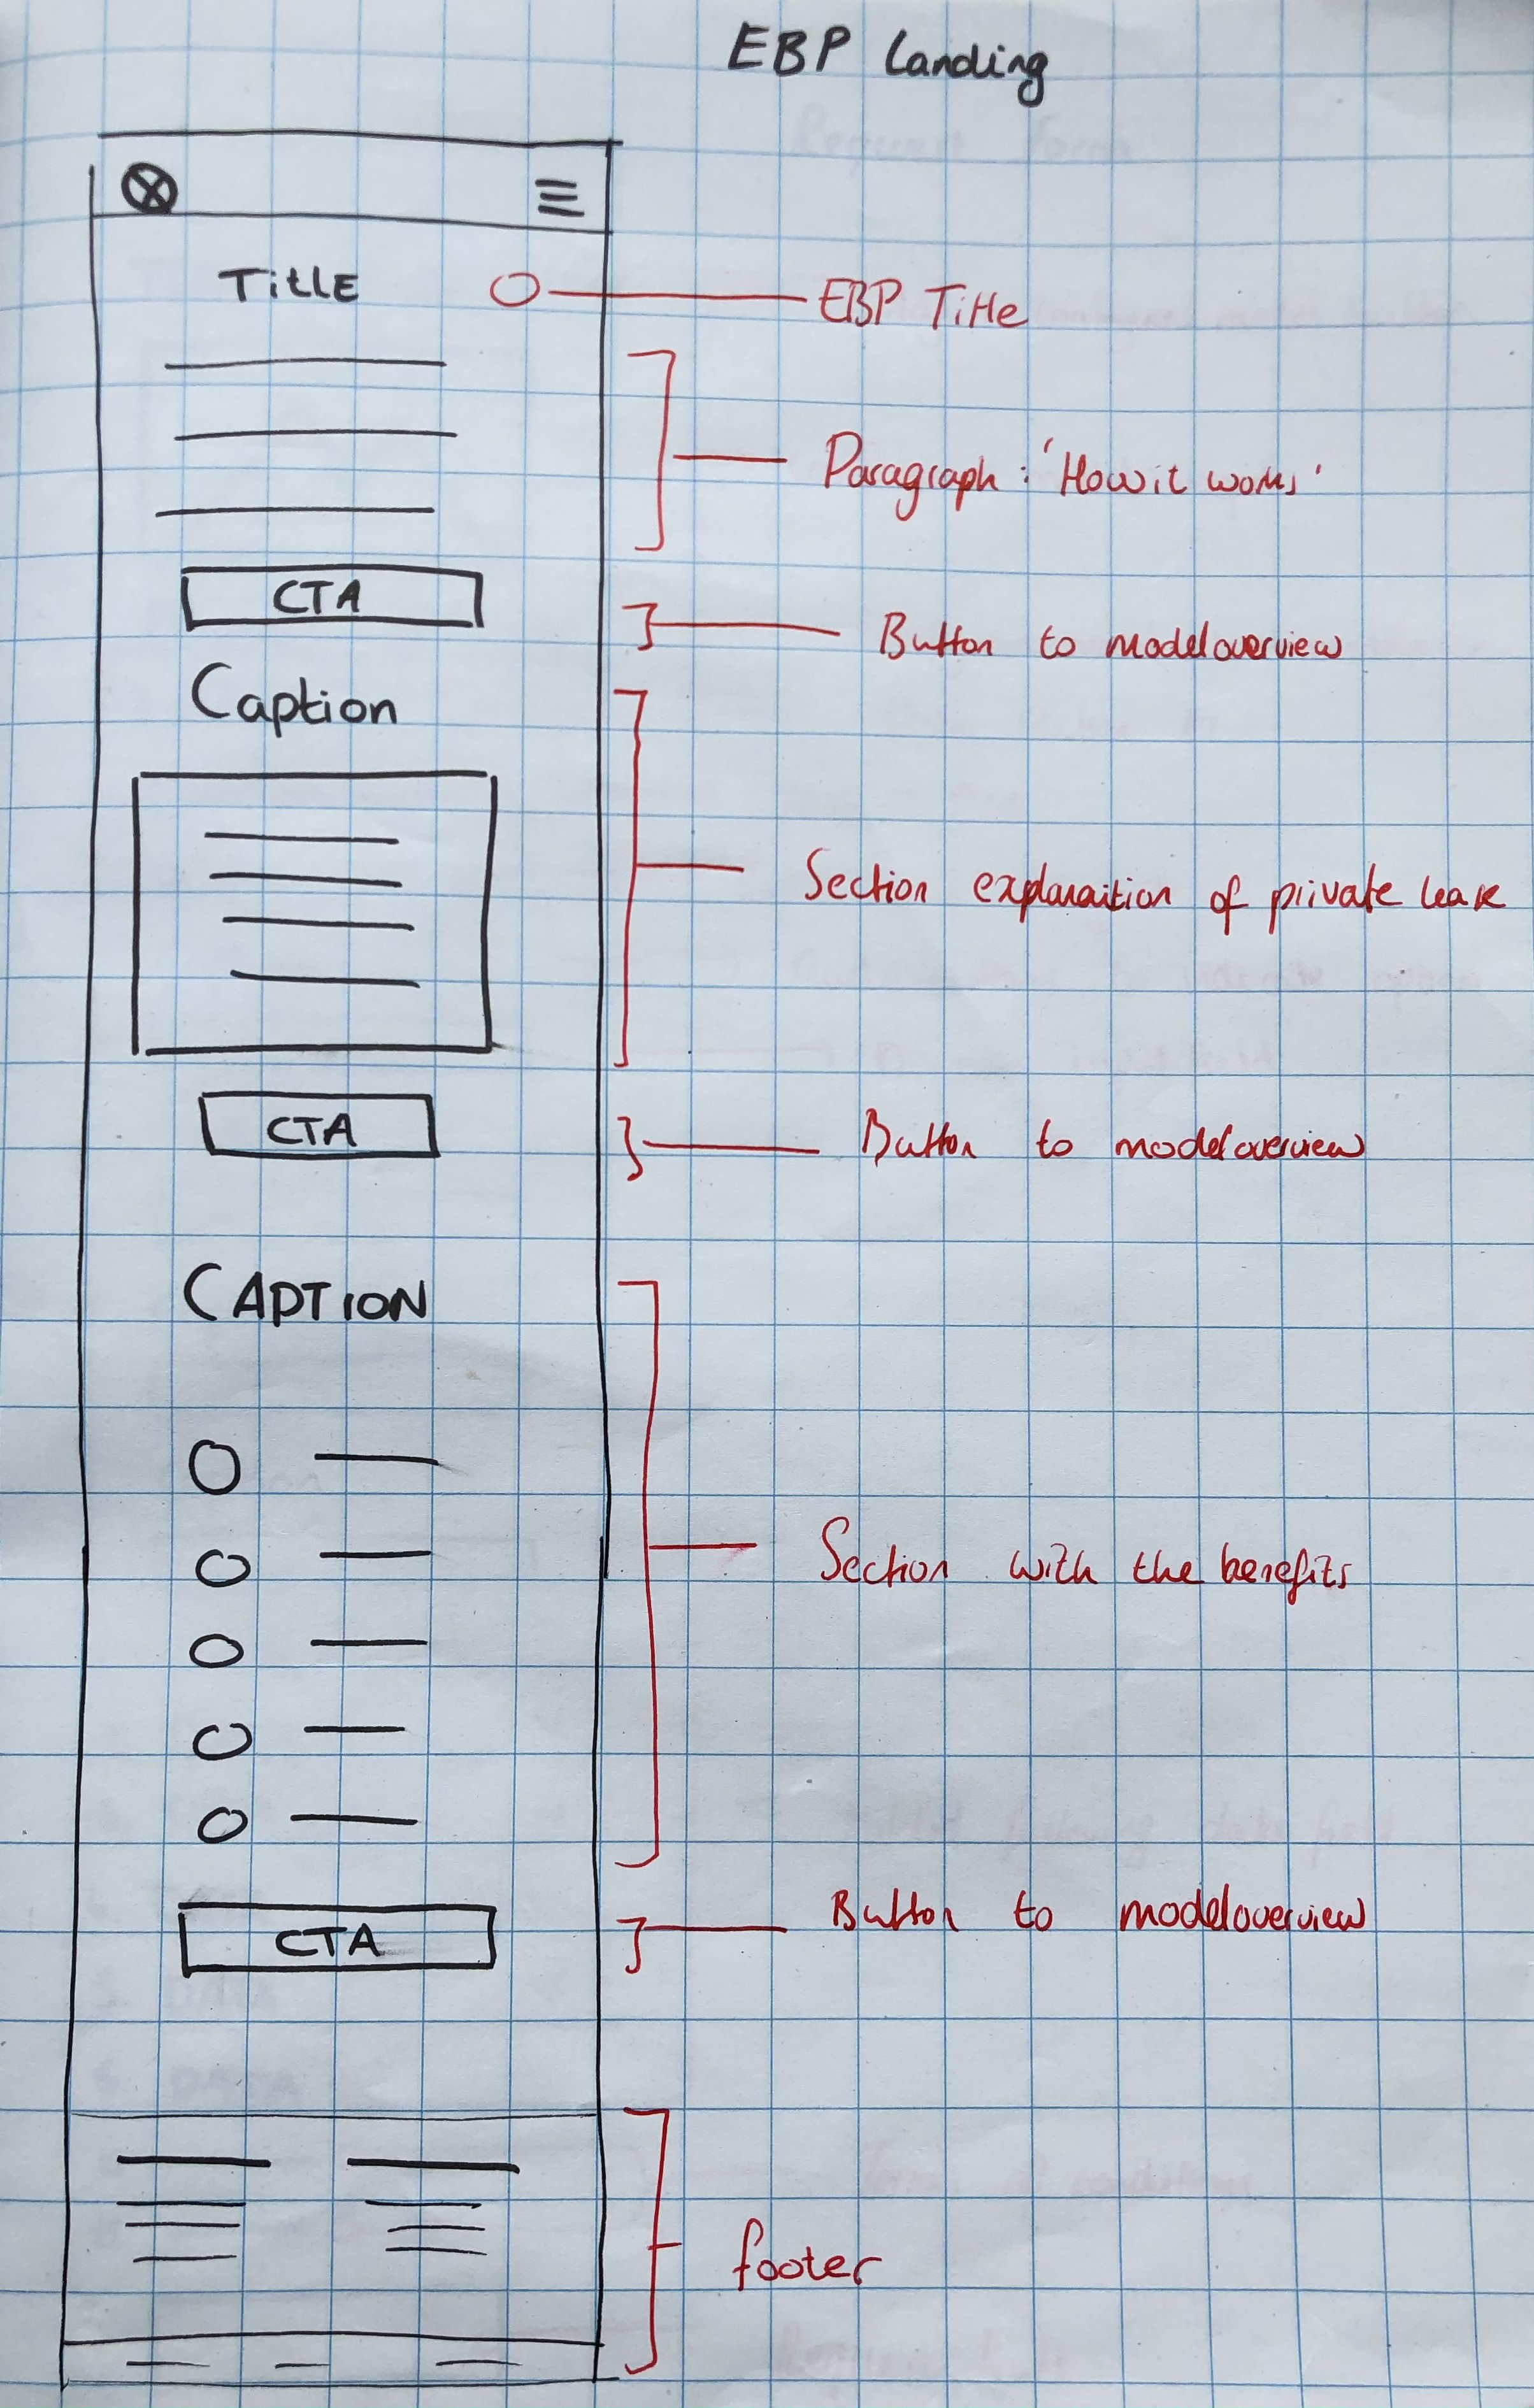 EBP Landing
TitlE
EBP Title
Paragraph : 'How it works'
CTA
Button to modeloverview
Caption
Section explanaition of private lease
CTA
Button to modeloverview
CAPTION
Section with the benefits
Button to modeloverview
CTA
footer